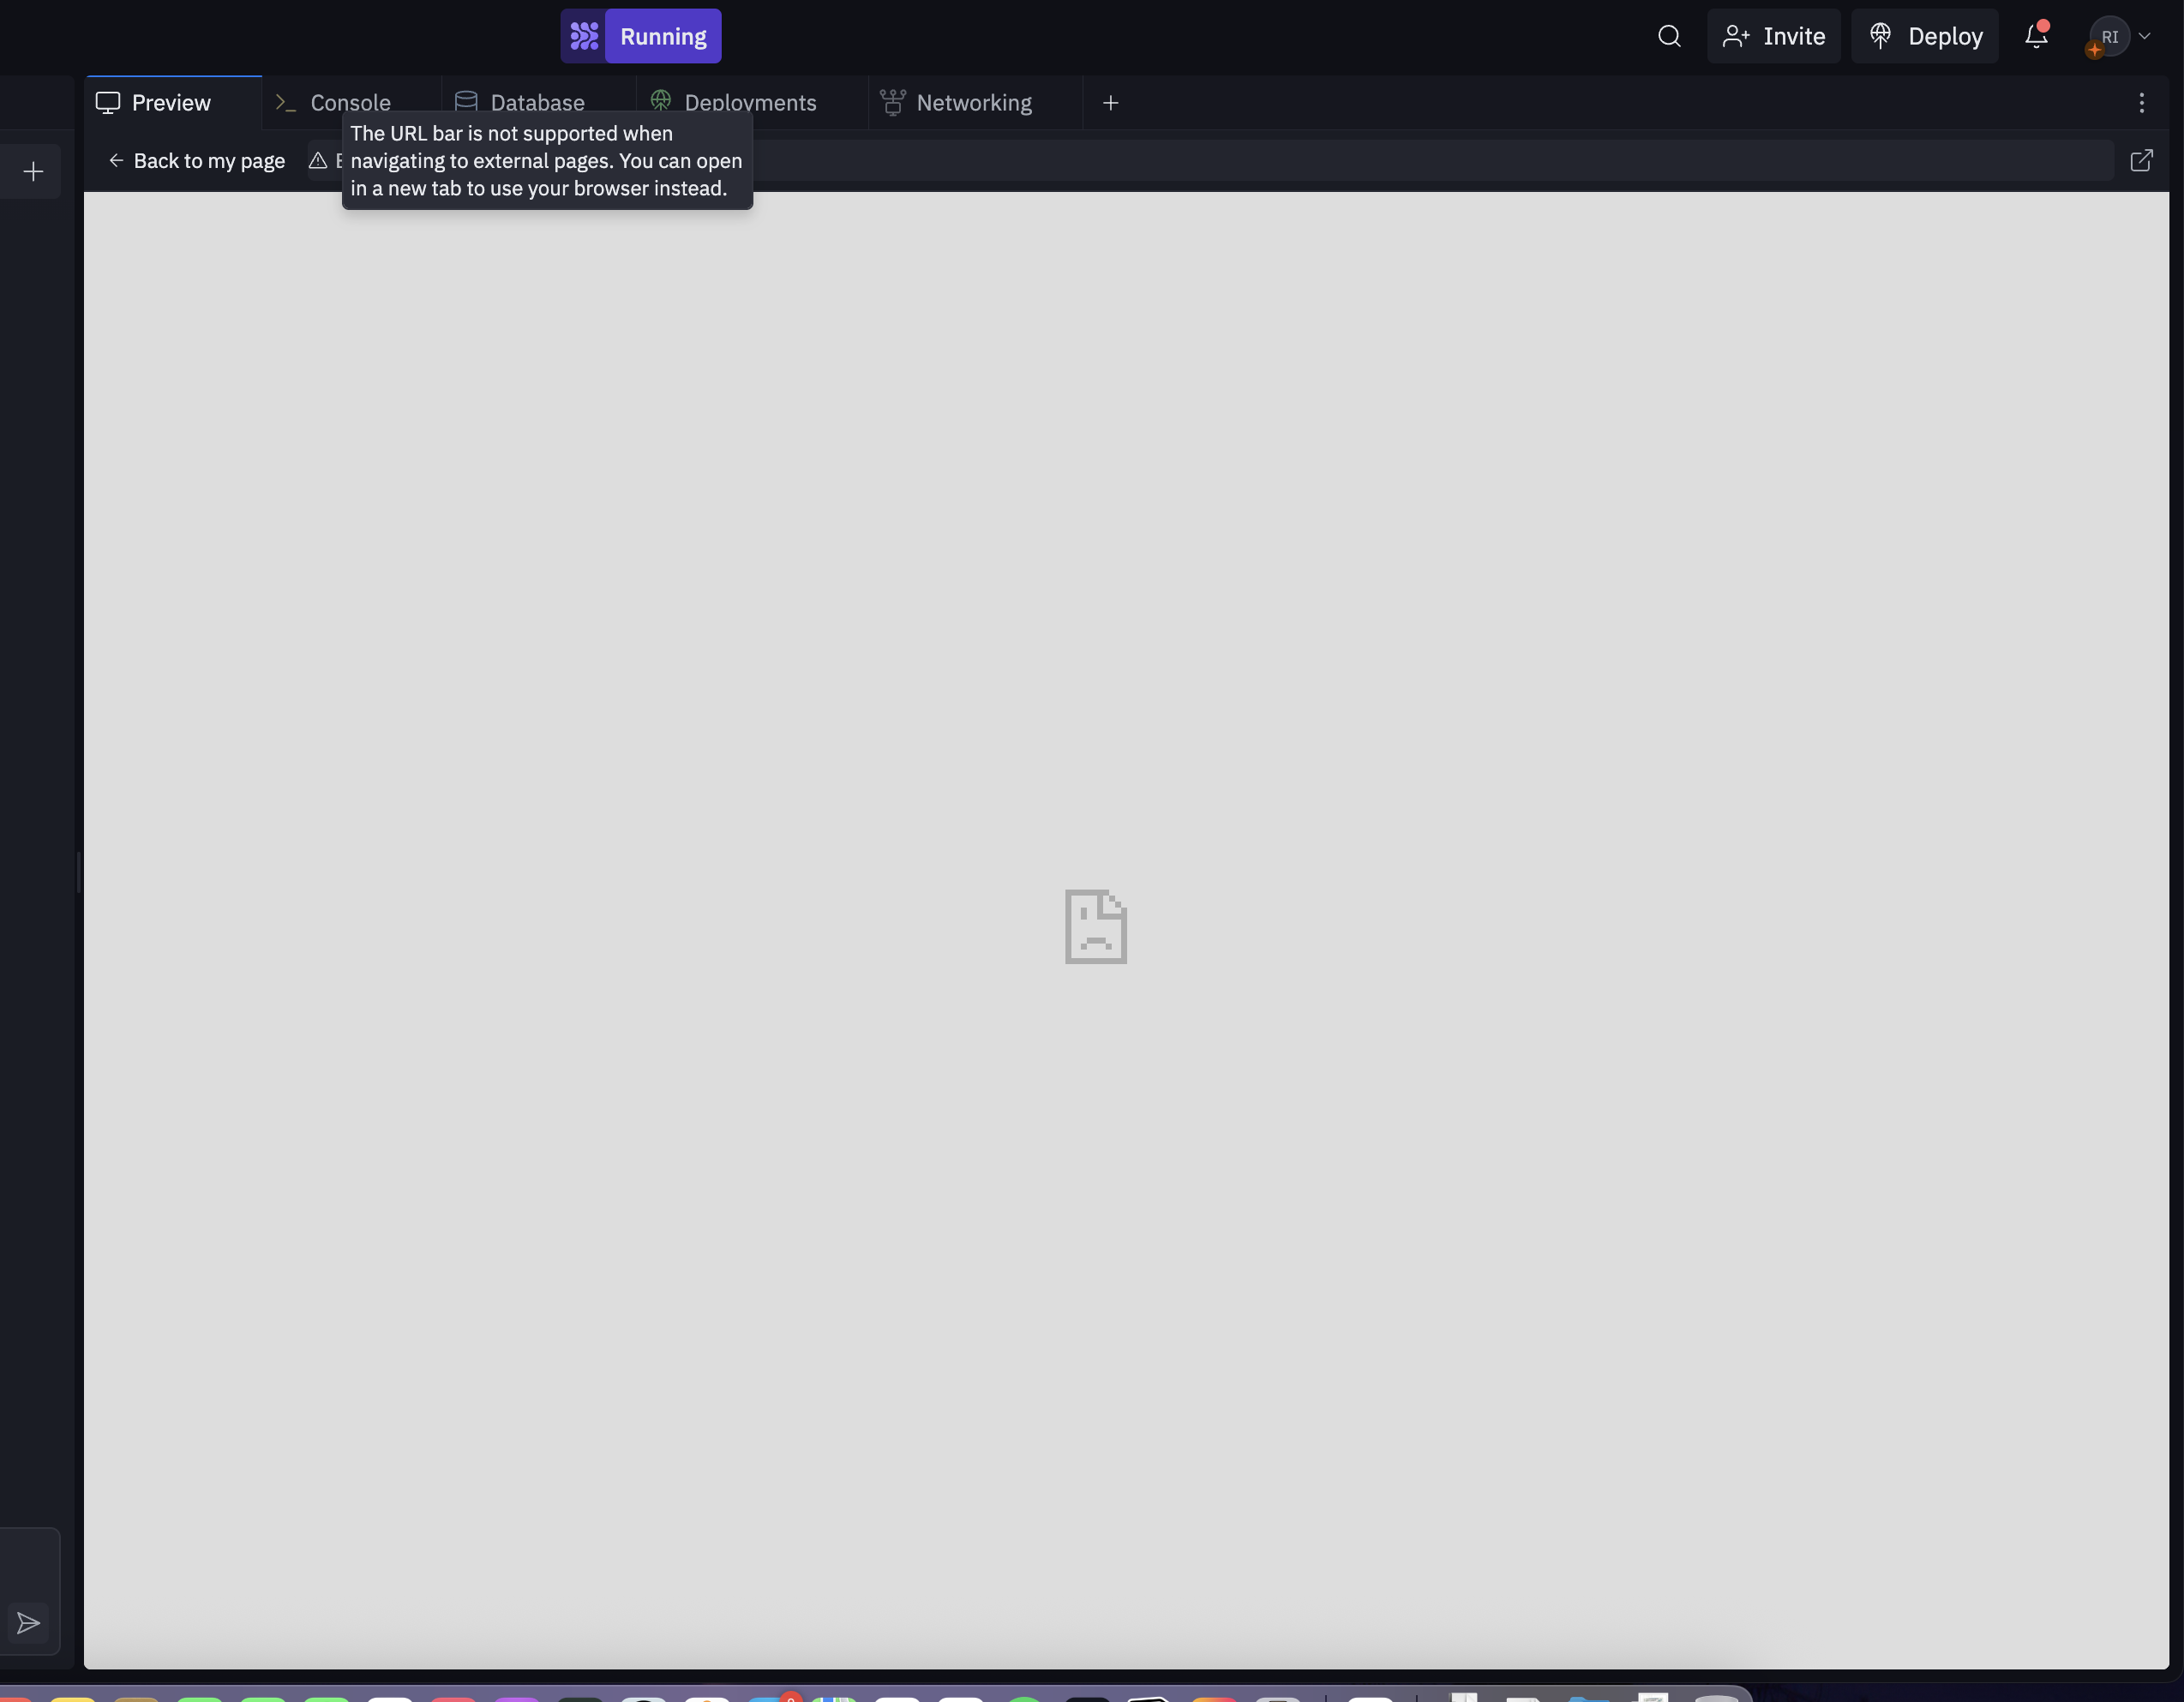 Running
Invite
Deploy
RI
Preview
Console
Database
Deployments
Networking
Back to my page
The URL bar is not supported when
navigating to external pages. You can open
in a new tab to use your browser instead.